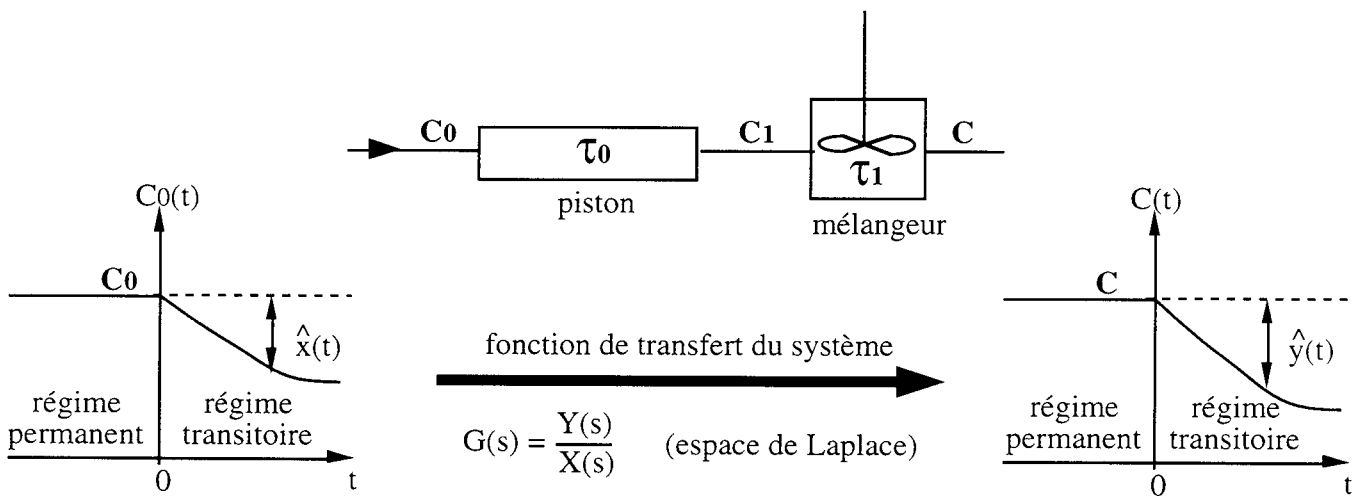 C0
τ0
C1
τ1
C
piston
mélangeur
C0(t)
C0
x̂(t)
régime permanent
régime transitoire
0
t
fonction de transfert du système
G(s) = Y(s)/X(s) (espace de Laplace)
C(t)
C
ŷ(t)
régime permanent
régime transitoire
0
t